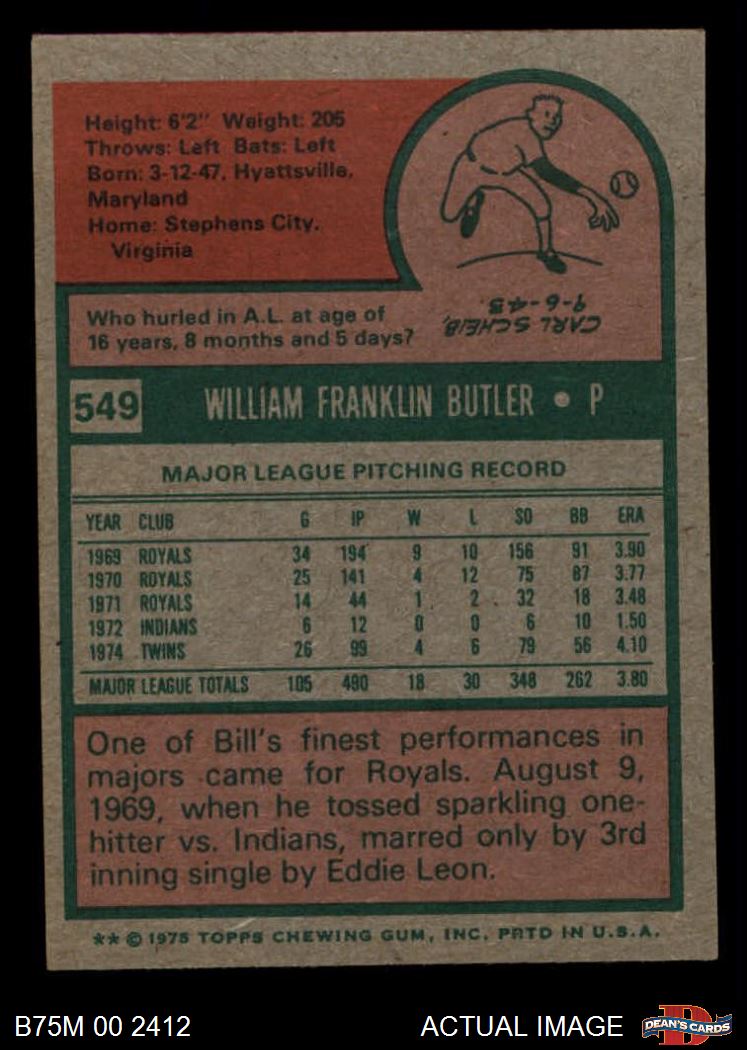 Height: 6'2" Weight: 205
Throws: Left Bats: Left
Born: 3-12-47, Hyattsville,
Maryland
Home: Stephens City,
Virginia
Who hurled in A.L. at age of
16 years, 8 months and 5 days?
CARL SCHEIB,
9-6-43.
549 WILLIAM FRANKLIN BUTLER • P
MAJOR LEAGUE PITCHING RECORD
YEAR CLUB G IP W L SO BB ERA
1969 ROYALS 34 194 9 10 156 91 3.90
1970 ROYALS 25 141 4 12 75 87 3.77
1971 ROYALS 14 44 1 2 32 18 3.48
1972 INDIANS 6 12 0 0 6 10 1.50
1974 TWINS 26 99 4 6 79 56 4.10
MAJOR LEAGUE TOTALS 105 490 18 30 348 262 3.80
One of Bill's finest performances in
majors came for Royals. August 9,
1969, when he tossed sparkling one-
hitter vs. Indians, marred only by 3rd
inning single by Eddie Leon.
** © 1975 TOPPS CHEWING GUM, INC. PRTD IN U.S.A.
B75M 00 2412 ACTUAL IMAGE DEAN'S CARDS